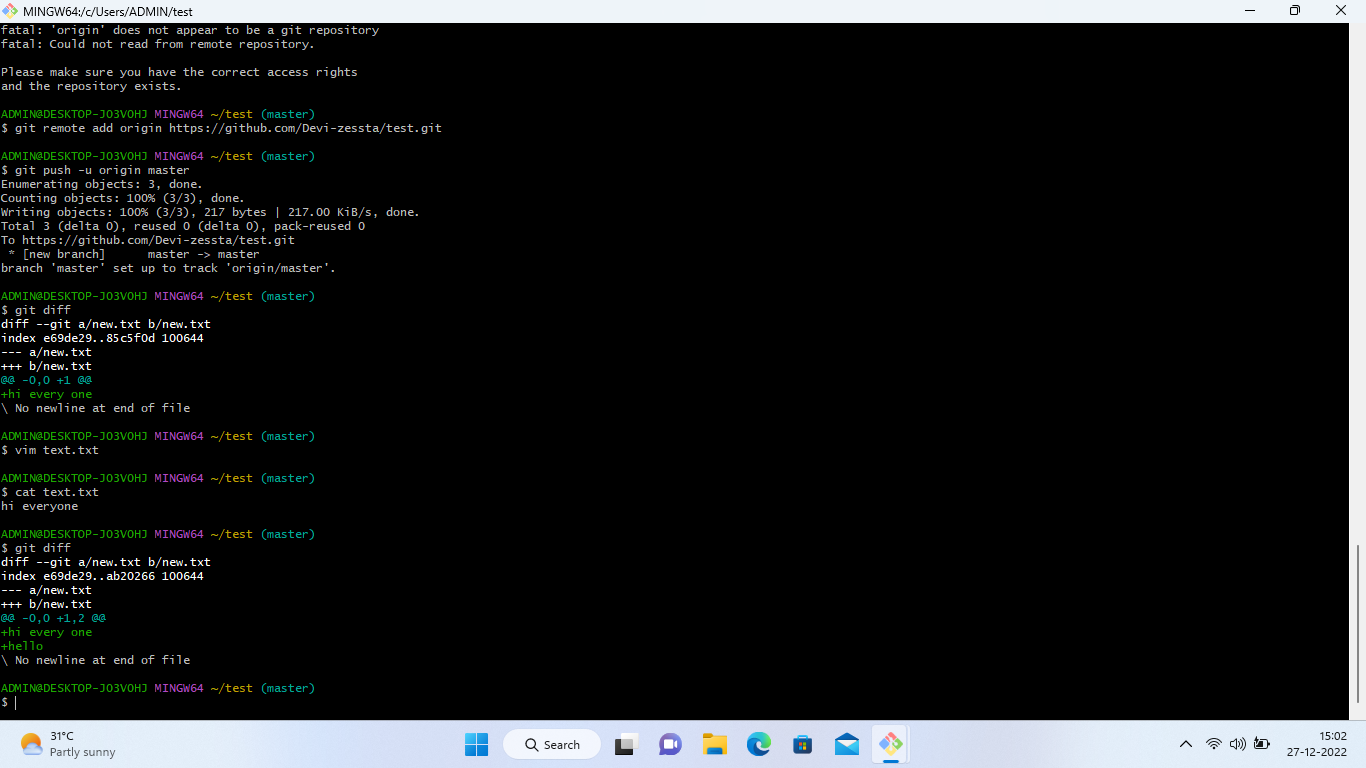 MINGW64:/c/Users/ADMIN/test
fatal: 'origin' does not appear to be a git repository
fatal: Could not read from remote repository.
Please make sure you have the correct access rights
and the repository exists.
ADMIN@DESKTOP-JO3VOHJ MINGW64 ~/test (master)
$ git remote add origin https://github.com/Devi-zessta/test.git
ADMIN@DESKTOP-JO3VOHJ MINGW64 ~/test (master)
$ git push -u origin master
Enumerating objects: 3, done.
Counting objects: 100% (3/3), done.
Writing objects: 100% (3/3), 217 bytes | 217.00 KiB/s, done.
Total 3 (delta 0), reused 0 (delta 0), pack-reused 0
To https://github.com/Devi-zessta/test.git
 * [new branch]      master -> master
branch 'master' set up to track 'origin/master'.
ADMIN@DESKTOP-JO3VOHJ MINGW64 ~/test (master)
$ git diff
diff --git a/new.txt b/new.txt
index e69de29..85c5f0d 100644
--- a/new.txt
+++ b/new.txt
@@ -0,0 +1 @@
+hi every one
\ No newline at end of file
ADMIN@DESKTOP-JO3VOHJ MINGW64 ~/test (master)
$ vim text.txt
ADMIN@DESKTOP-JO3VOHJ MINGW64 ~/test (master)
$ cat text.txt
hi everyone
ADMIN@DESKTOP-JO3VOHJ MINGW64 ~/test (master)
$ git diff
diff --git a/new.txt b/new.txt
index e69de29..ab20266 100644
--- a/new.txt
+++ b/new.txt
@@ -0,0 +1,2 @@
+hi every one
+hello
\ No newline at end of file
ADMIN@DESKTOP-JO3VOHJ MINGW64 ~/test (master)
$
31°C
Partly sunny
Search
15:02
27-12-2022